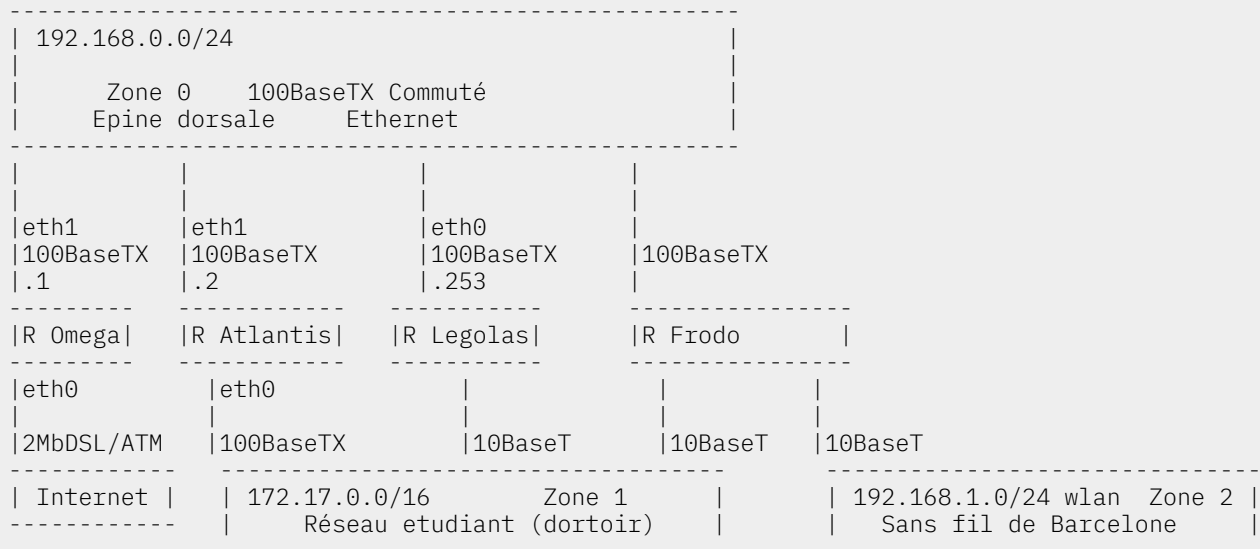 192.168.0.0/24
Zone 0    100BaseTX Commuté
Epine dorsale     Ethernet
|eth1       |eth1            |eth0
|100BaseTX  |100BaseTX       |100BaseTX     |100BaseTX
|.1         |.2              |.253
|R Omega|   |R Atlantis|   |R Legolas|      |R Frodo       |
|eth0         |eth0
|2MbDSL/ATM   |100BaseTX        |10BaseT      |10BaseT   |10BaseT
| Internet |   | 172.17.0.0/16        Zone 1      |       | 192.168.1.0/24 wlan  Zone 2 |
|     Réseau etudiant (dortoir)    |       |   Sans fil de Barcelone     |